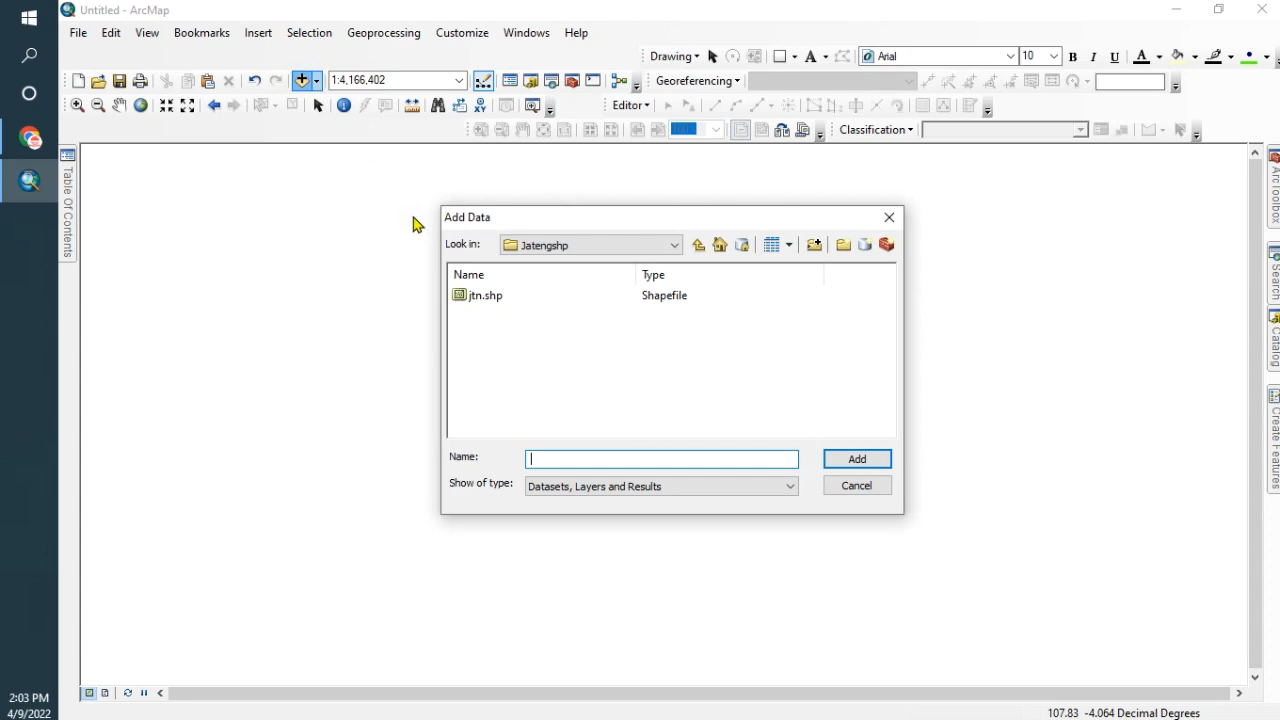 Untitled - ArcMap
File Edit View Bookmarks Insert Selection Geoprocessing Customize Windows Help
Drawing Arial 10 B I U A
1:4,166,402 Georeferencing
Editor
Classification
Table Of Contents
ArcToolbox
Search
Catalog
Create Features
Add Data
Look in: Jatengshp
Name Type
jtn.shp Shapefile
Name: Add
Show of type: Datasets, Layers and Results Cancel
2:03 PM
4/9/2022
107.83 -4.064 Decimal Degrees